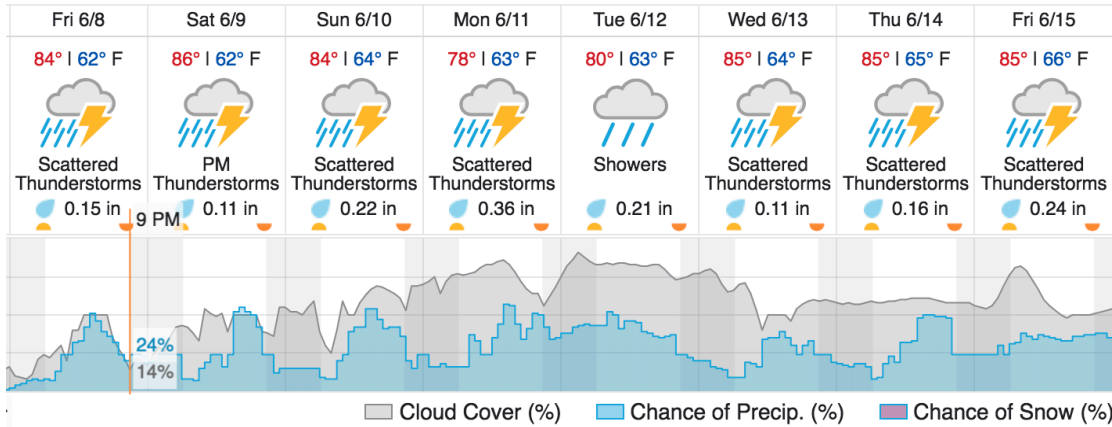 Fri 6/8 Sat 6/9 Sun 6/10 Mon 6/11 Tue 6/12 Wed 6/13 Thu 6/14 Fri 6/15
84° | 62° F 86° | 62° F 84° | 64° F 78° | 63° F 80° | 63° F 85° | 64° F 85° | 65° F 85° | 66° F
Scattered PM Scattered Scattered Showers Scattered Scattered Scattered
Thunderstorms Thunderstorms Thunderstorms Thunderstorms Thunderstorms Thunderstorms Thunderstorms
0.15 in 0.11 in 0.22 in 0.36 in 0.21 in 0.11 in 0.16 in 0.24 in
9 PM
24%
14%
Cloud Cover (%) Chance of Precip. (%) Chance of Snow (%)